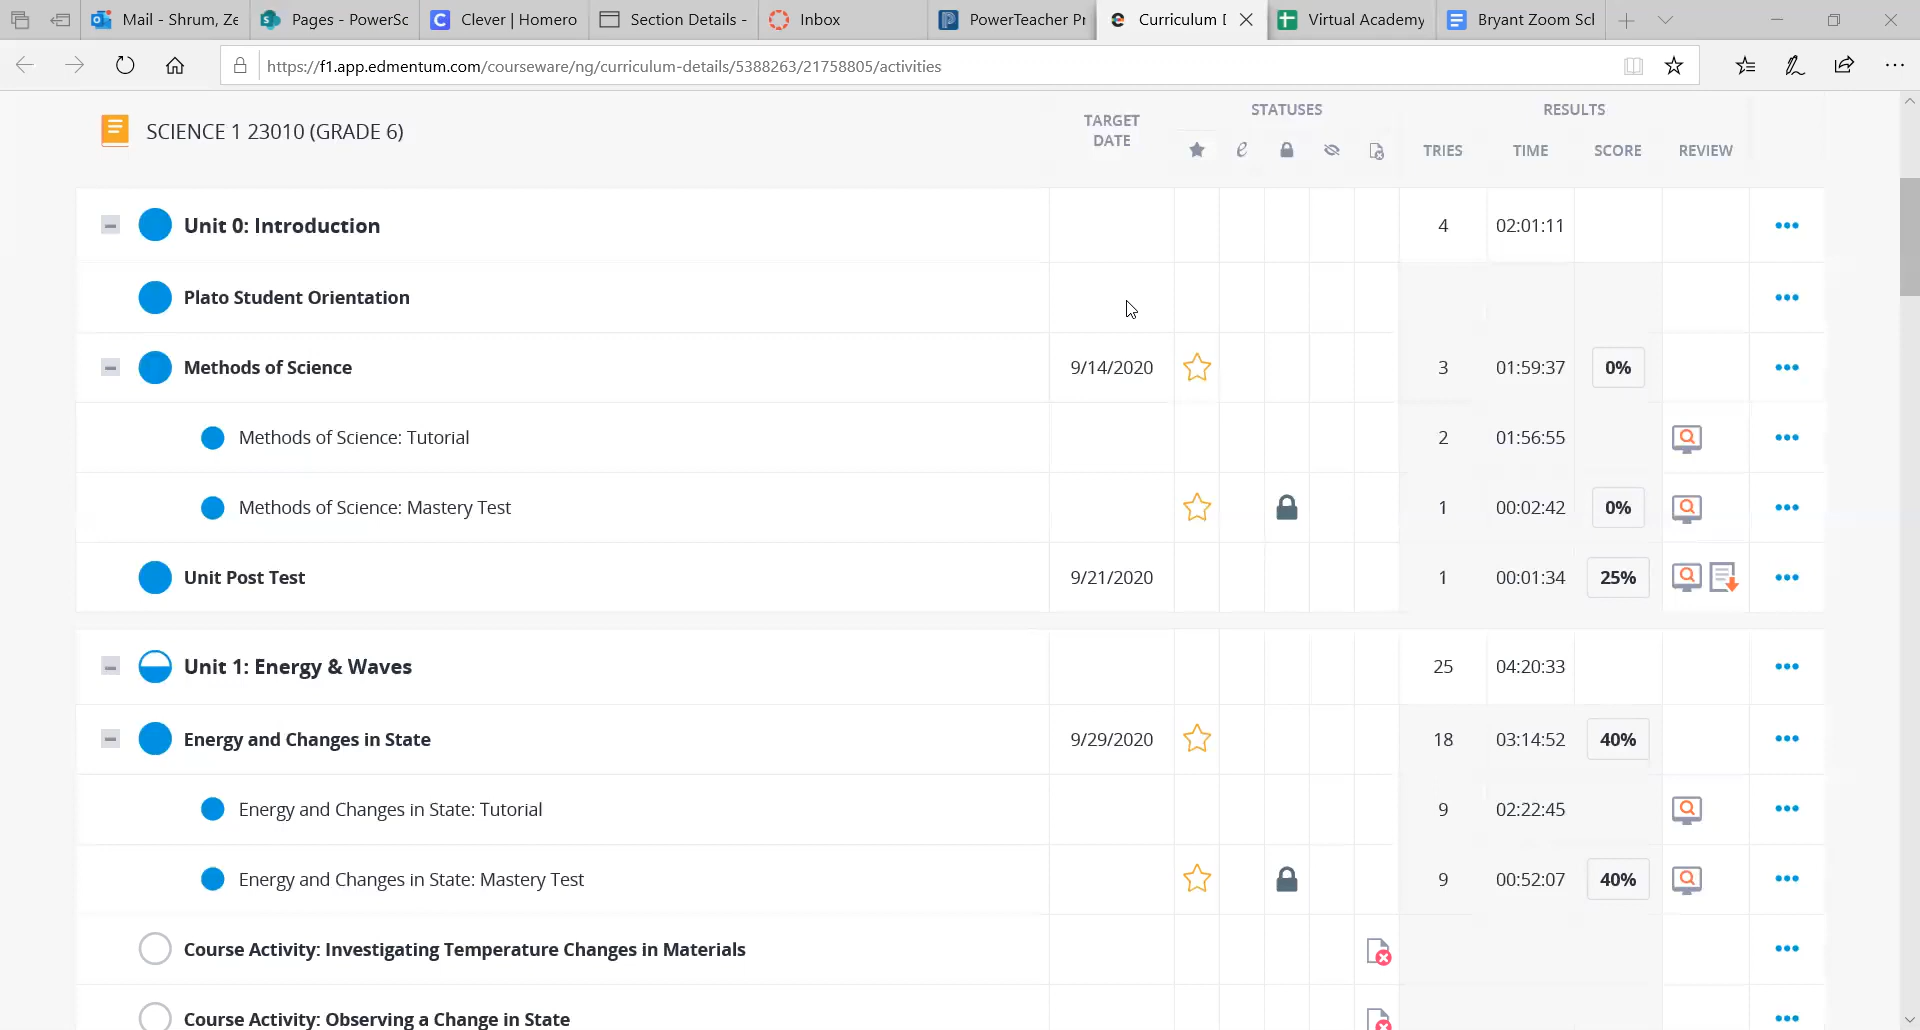 Mail - Shrum, Ze
Pages - PowerSc
Clever | Homero
Section Details -
Inbox
PowerTeacher Pr
Curriculum D
Virtual Academy
Bryant Zoom Scl
https://f1.app.edmentum.com/courseware/ng/curriculum-details/5388263/21758805/activities
STATUSES RESULTS
SCIENCE 1 23010 (GRADE 6) TARGET DATE
TRIES TIME SCORE REVIEW
Unit 0: Introduction 4 02:01:11
Plato Student Orientation
Methods of Science 9/14/2020 3 01:59:37 0%
Methods of Science: Tutorial 2 01:56:55
Methods of Science: Mastery Test 1 00:02:42 0%
Unit Post Test 9/21/2020 1 00:01:34 25%
Unit 1: Energy & Waves 25 04:20:33
Energy and Changes in State 9/29/2020 18 03:14:52 40%
Energy and Changes in State: Tutorial 9 02:22:45
Energy and Changes in State: Mastery Test 9 00:52:07 40%
Course Activity: Investigating Temperature Changes in Materials
Course Activity: Observing a Change in State